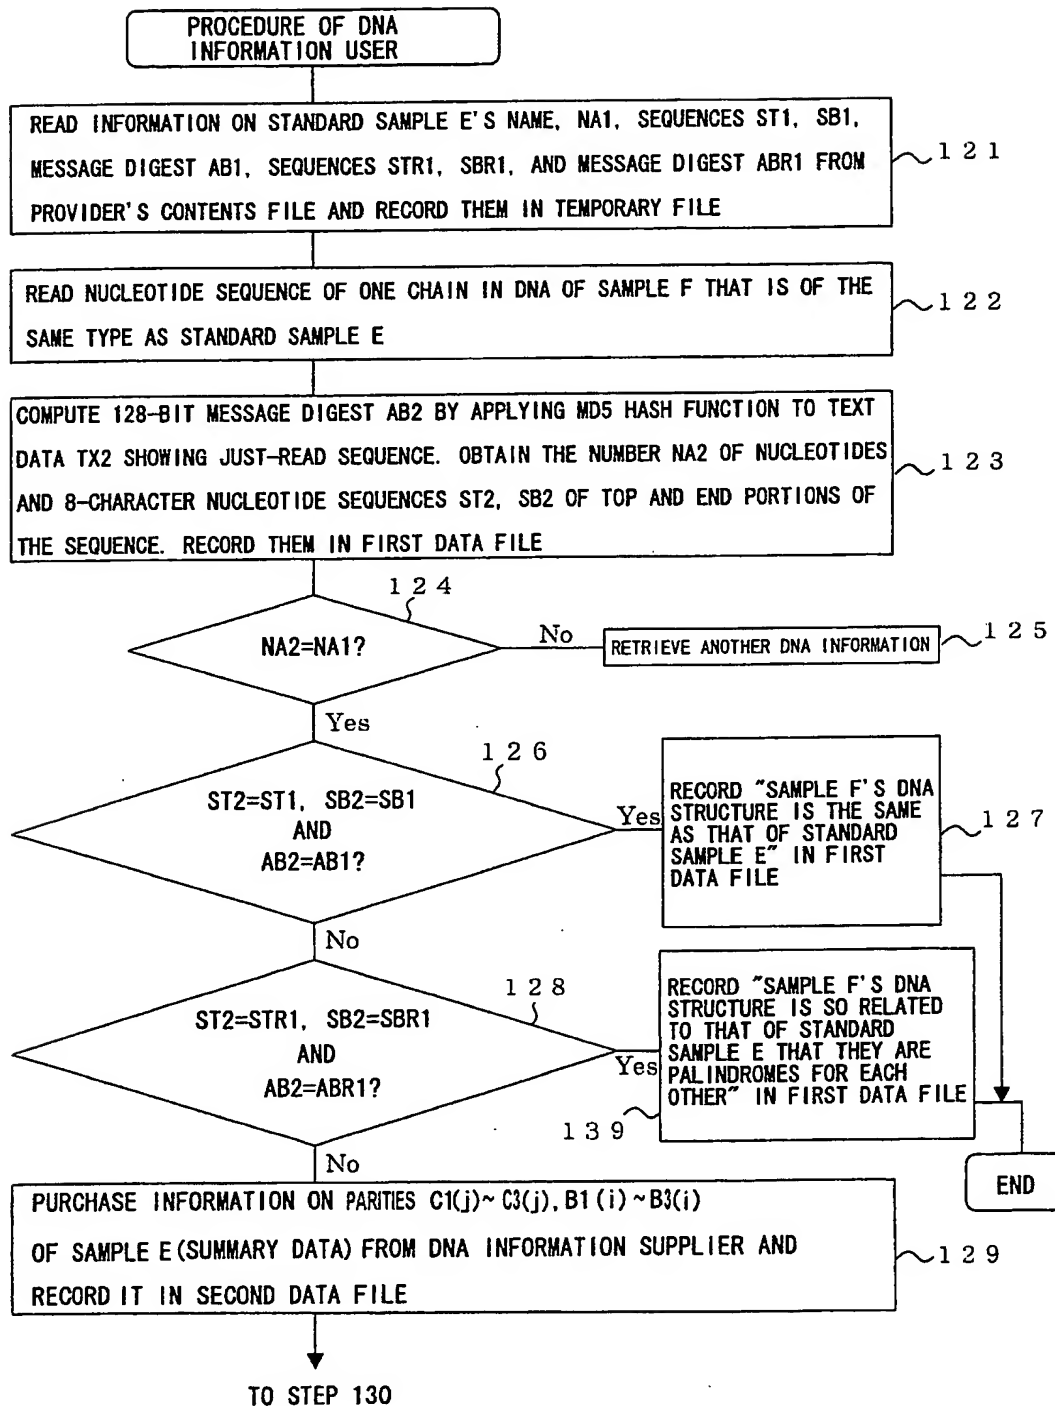 PROCEDURE OF DNA
INFORMATION USER
READ INFORMATION ON STANDARD SAMPLE E'S NAME, NA1, SEQUENCES ST1, SB1,
MESSAGE DIGEST AB1, SEQUENCES STR1, SBR1, AND MESSAGE DIGEST ABR1 FROM
PROVIDER'S CONTENTS FILE AND RECORD THEM IN TEMPORARY FILE
121
READ NUCLEOTIDE SEQUENCE OF ONE CHAIN IN DNA OF SAMPLE F THAT IS OF THE
SAME TYPE AS STANDARD SAMPLE E
122
COMPUTE 128-BIT MESSAGE DIGEST AB2 BY APPLYING MD5 HASH FUNCTION TO TEXT
DATA TX2 SHOWING JUST-READ SEQUENCE. OBTAIN THE NUMBER NA2 OF NUCLEOTIDES
AND 8-CHARACTER NUCLEOTIDE SEQUENCES ST2, SB2 OF TOP AND END PORTIONS OF
THE SEQUENCE. RECORD THEM IN FIRST DATA FILE
123
124
NA2=NA1?
No
RETRIEVE ANOTHER DNA INFORMATION
125
Yes
126
ST2=ST1, SB2=SB1
AND
AB2=AB1?
Yes
RECORD "SAMPLE F'S DNA
STRUCTURE IS THE SAME
AS THAT OF STANDARD
SAMPLE E" IN FIRST
DATA FILE
127
No
128
ST2=STR1, SB2=SBR1
AND
AB2=ABR1?
Yes
RECORD "SAMPLE F'S DNA
STRUCTURE IS SO RELATED
TO THAT OF STANDARD
SAMPLE E THAT THEY ARE
PALINDROMES FOR EACH
OTHER" IN FIRST DATA FILE
139
END
No
PURCHASE INFORMATION ON PARITIES C1(j)~C3(j), B1(i)~B3(i)
OF SAMPLE E(SUMMARY DATA) FROM DNA INFORMATION SUPPLIER AND
RECORD IT IN SECOND DATA FILE
129
TO STEP 130